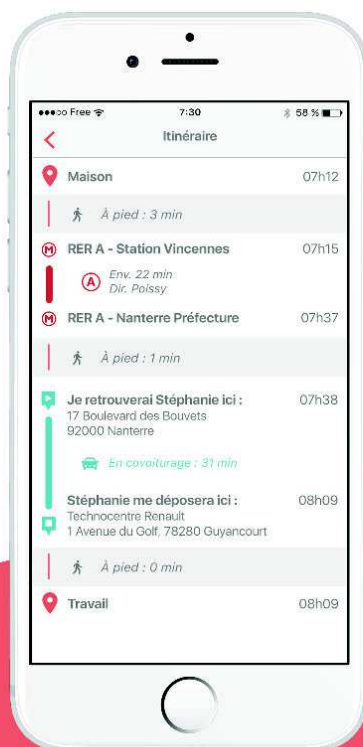 Free 7:30 58 %
Itinéraire
Maison 07h12
À pied : 3 min
M RER A - Station Vincennes 07h15
A Env. 22 min
Dir. Poissy
M RER A - Nanterre Préfecture 07h37
À pied : 1 min
Je retrouverai Stéphanie ici : 07h38
17 Boulevard des Bouvets
92000 Nanterre
En covoiturage : 31 min
Stéphanie me déposera ici : 08h09
Technocentre Renault
1 Avenue du Golf, 78280 Guyancourt
À pied : 0 min
Travail 08h09